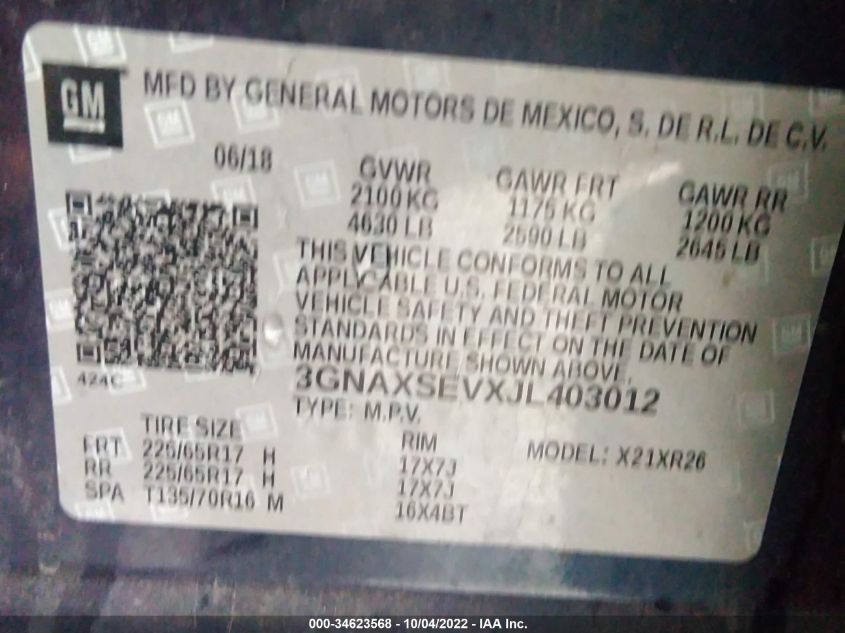 GM
MFD BY GENERAL MOTORS DE MEXICO, S. DE R.L. DE C.V.
06/18 GVWR GAWR FRT GAWR RR
2100 KG 1175 KG 1200 KG
4630 LB 2590 LB 2645 LB
THIS VEHICLE CONFORMS TO ALL
APPLICABLE U.S. FEDERAL MOTOR
VEHICLE SAFETY AND THEFT PREVENTION
STANDARDS IN EFFECT ON THE DATE OF
MANUFACTURE SHOWN ABOVE.
424C
3GNAXSEVXJL403012
TYPE: M.P.V.
TIRE SIZE RIM MODEL: X21XR26
FRT 225/65R17 H 17X7J
RR 225/65R17 H 17X7J
SPA T135/70R16 M 16X4BT
000-34623568 - 10/04/2022 - IAA Inc.